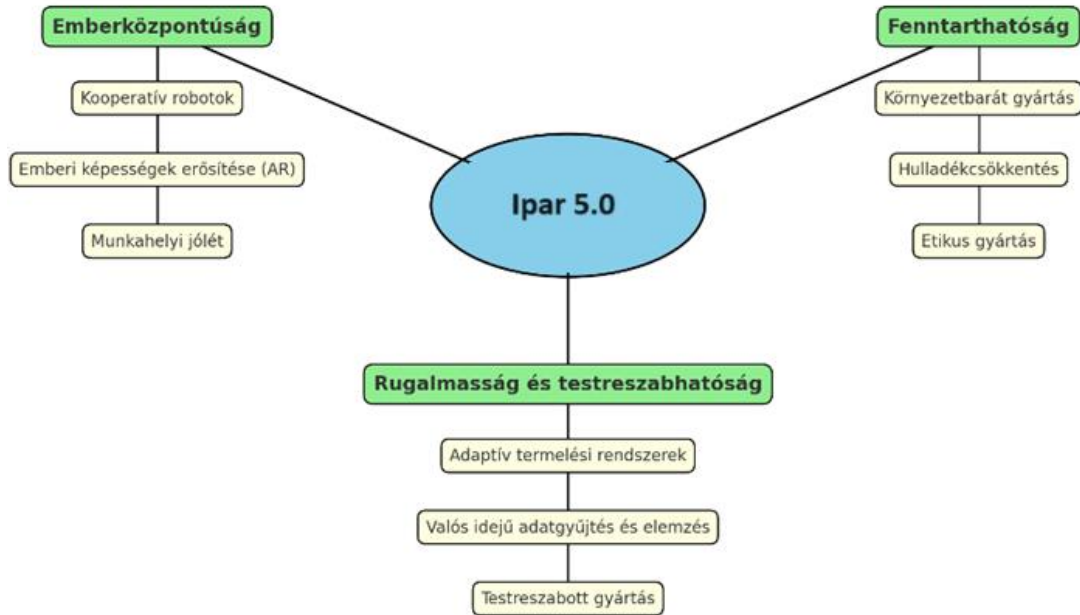 Emberközpontúság
Kooperatív robotok
Emberi képességek erősítése (AR)
Munkahelyi jólét
Fenntarthatóság
Környezetbarát gyártás
Hulladékcsökkentés
Etikus gyártás
Ipar 5.0
Rugalmasság és testreszabhatóság
Adaptív termelési rendszerek
Valós idejű adatgyűjtés és elemzés
Testreszabott gyártás